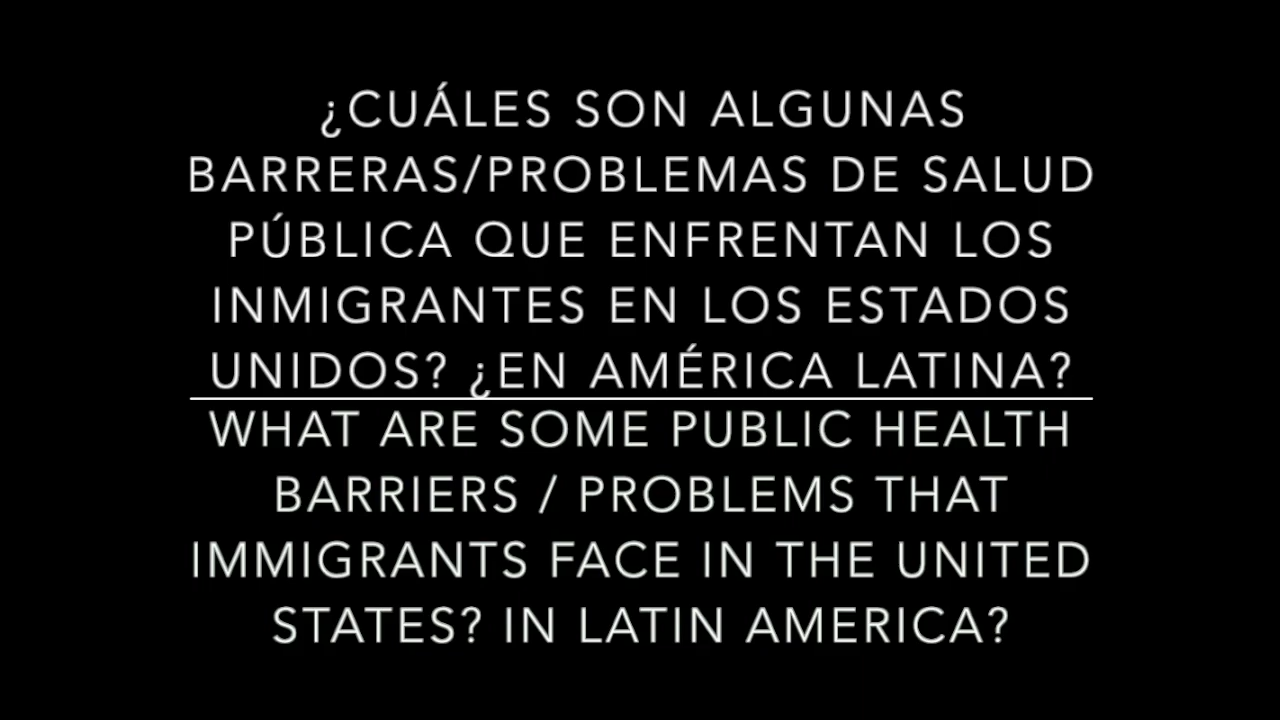 ¿CUÁLES SON ALGUNAS
BARRERAS/PROBLEMAS DE SALUD
PÚBLICA QUE ENFRENTAN LOS
INMIGRANTES EN LOS ESTADOS
UNIDOS? ¿EN AMÉRICA LATINA?
WHAT ARE SOME PUBLIC HEALTH
BARRIERS / PROBLEMS THAT
IMMIGRANTS FACE IN THE UNITED
STATES? IN LATIN AMERICA?